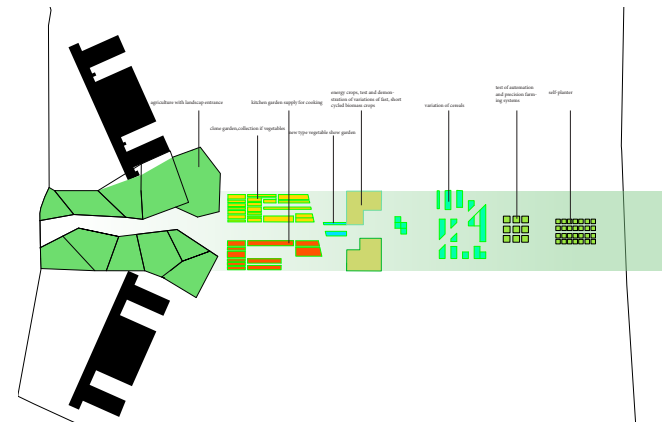 agriculture with landscap entrance
kitchen garden supply for cooking
energy crops, test and demon-
stration of variations of fast, short
cycled biomass crops
variation of cereals
test of automation
and precision farm-
ing systems
self-planter
clone garden,collection if vegetables
new type vegetable show garden